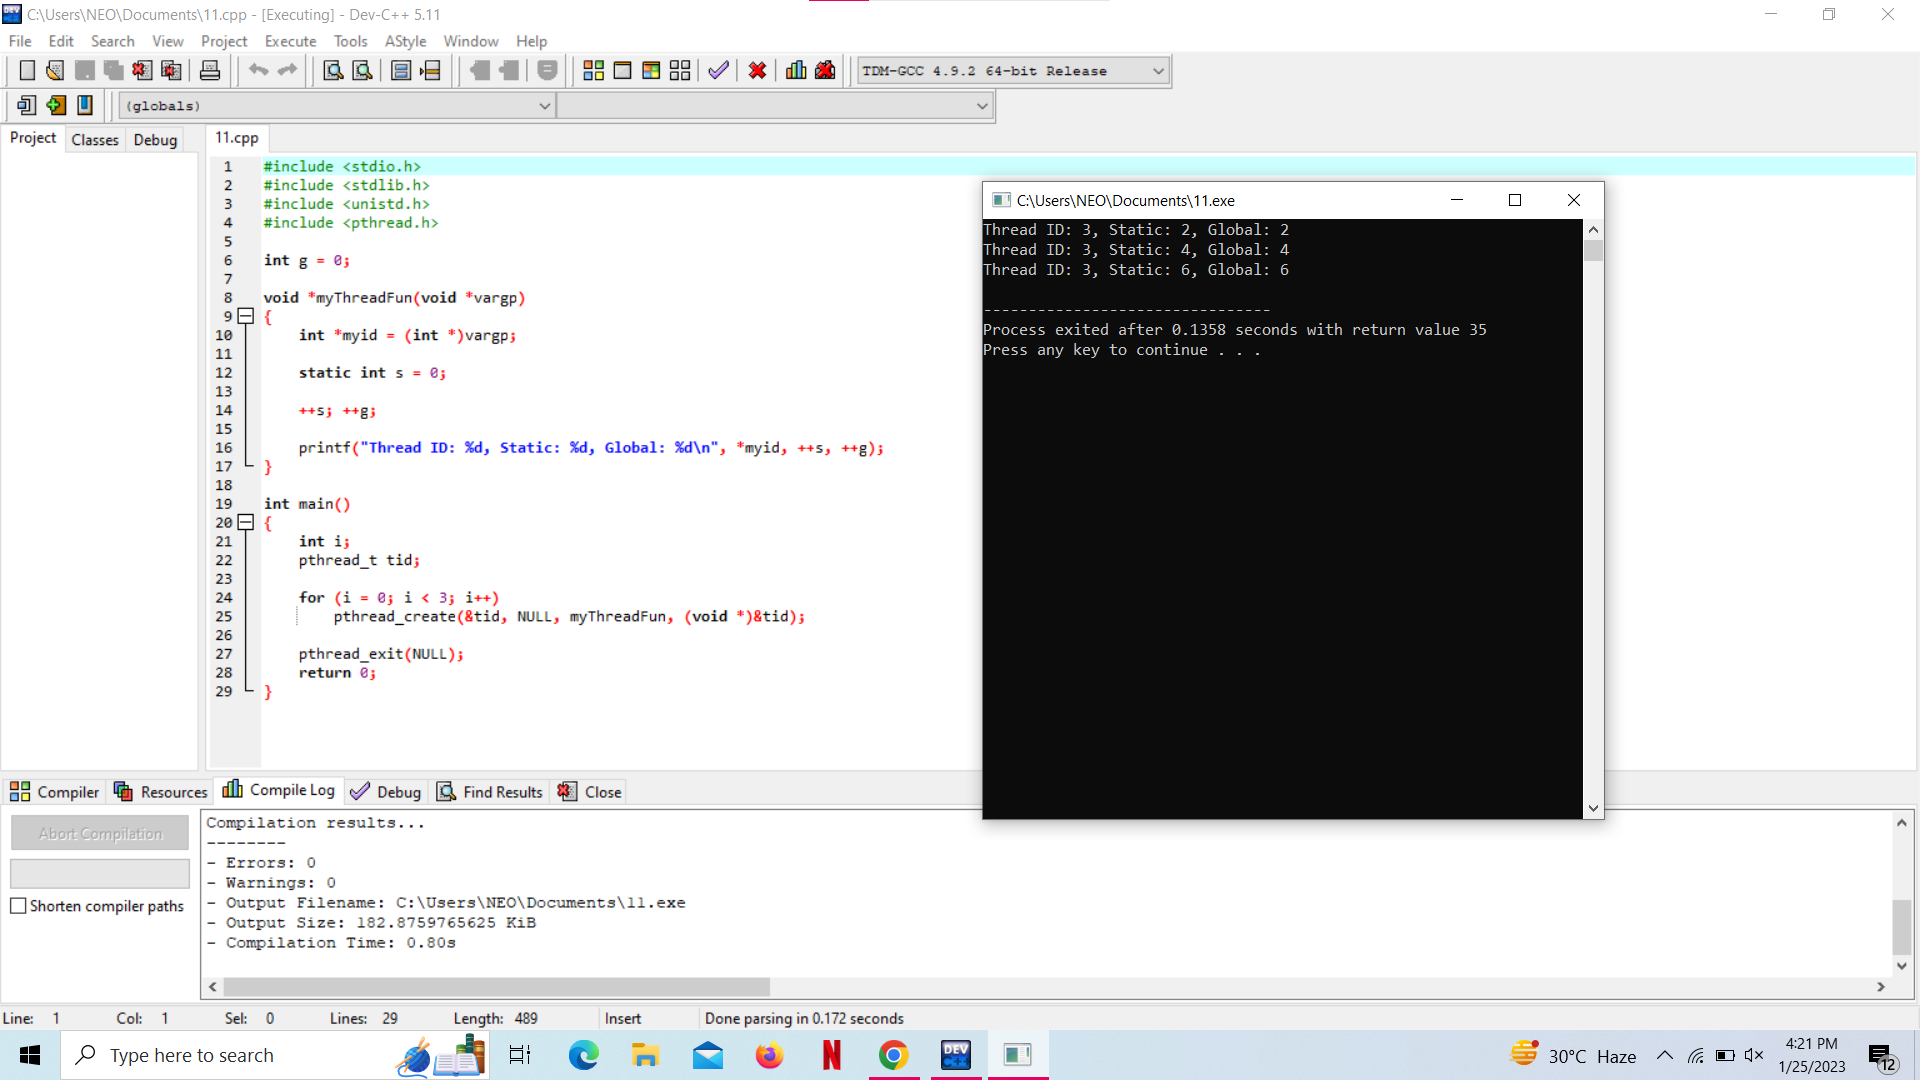 C:\Users\NEO\Documents\11.cpp - [Executing] - Dev-C++ 5.11
File Edit Search View Project Execute Tools AStyle Window Help
TDM-GCC 4.9.2 64-bit Release
(globals)
Project Classes Debug
11.cpp
1 #include <stdio.h>
2 #include <stdlib.h>
3 #include <unistd.h>
4 #include <pthread.h>
5
6 int g = 0;
7
8 void *myThreadFun(void *vargp)
9 {
10 int *myid = (int *)vargp;
11
12 static int s = 0;
13
14 ++s; ++g;
15
16 printf("Thread ID: %d, Static: %d, Global: %d\n", *myid, ++s, ++g);
17 }
18
19 int main()
20 {
21 int i;
22 pthread_t tid;
23
24 for (i = 0; i < 3; i++)
25 pthread_create(&tid, NULL, myThreadFun, (void *)&tid);
26
27 pthread_exit(NULL);
28 return 0;
29 }
C:\Users\NEO\Documents\11.exe
Thread ID: 3, Static: 2, Global: 2
Thread ID: 3, Static: 4, Global: 4
Thread ID: 3, Static: 6, Global: 6
--------------------------------
Process exited after 0.1358 seconds with return value 35
Press any key to continue . . .
Compiler Resources Compile Log Debug Find Results Close
Abort Compilation
Shorten compiler paths
Compilation results...
--------
- Errors: 0
- Warnings: 0
- Output Filename: C:\Users\NEO\Documents\11.exe
- Output Size: 182.8759765625 KiB
- Compilation Time: 0.80s
Line: 1 Col: 1 Sel: 0 Lines: 29 Length: 489 Insert Done parsing in 0.172 seconds
Type here to search
N
DEV C++
30°C Haze
4:21 PM
1/25/2023
12